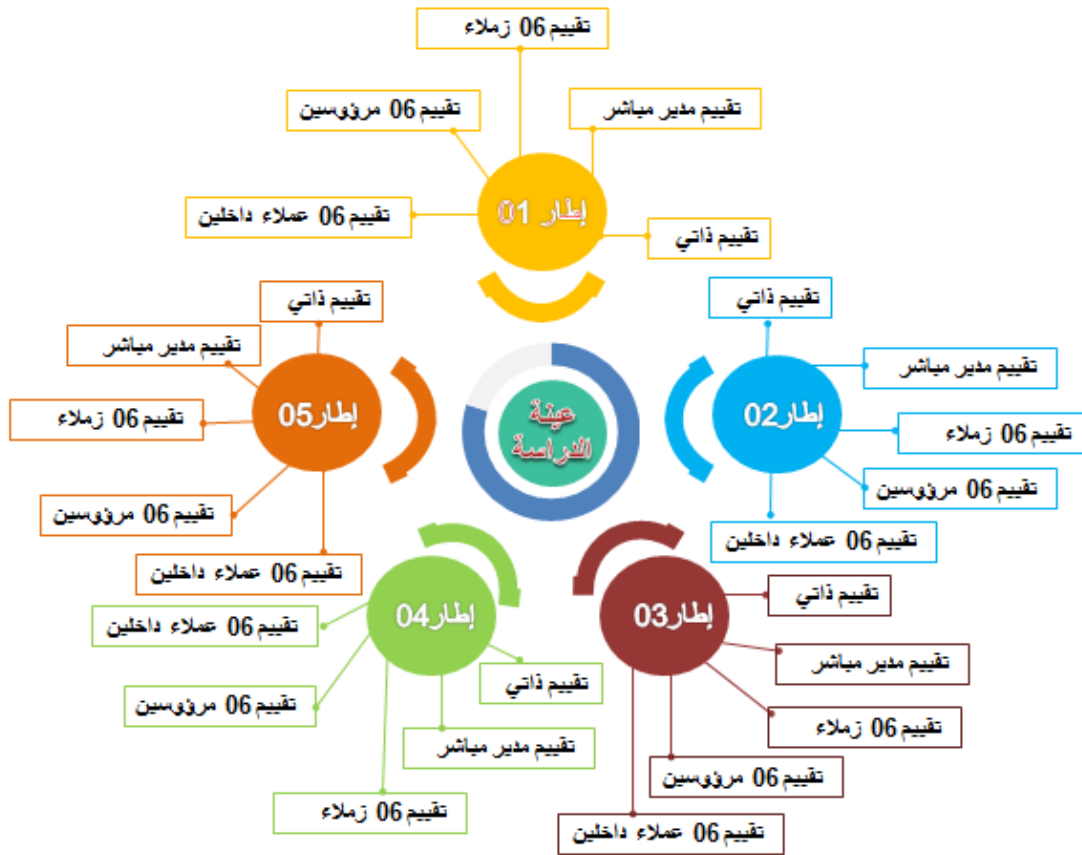 تقييم 06 زملاء
تقييم مدير مباشر
تقييم 06 مرؤوسين
تقييم 06 عملاء داخلين
إطار 01
تقييم ذاتي
تقييم ذاتي
تقييم مدير مباشر
إطار02
تقييم 06 زملاء
تقييم 06 مرؤوسين
تقييم 06 عملاء داخلين
عينة
الدراسة
تقييم ذاتي
تقييم مدير مباشر
إطار05
تقييم 06 زملاء
تقييم 06 مرؤوسين
تقييم 06 عملاء داخلين
إطار03
تقييم ذاتي
تقييم مدير مباشر
تقييم 06 زملاء
تقييم 06 مرؤوسين
تقييم 06 عملاء داخلين
إطار04
تقييم 06 عملاء داخلين
تقييم ذاتي
تقييم 06 مرؤوسين
تقييم مدير مباشر
تقييم 06 زملاء